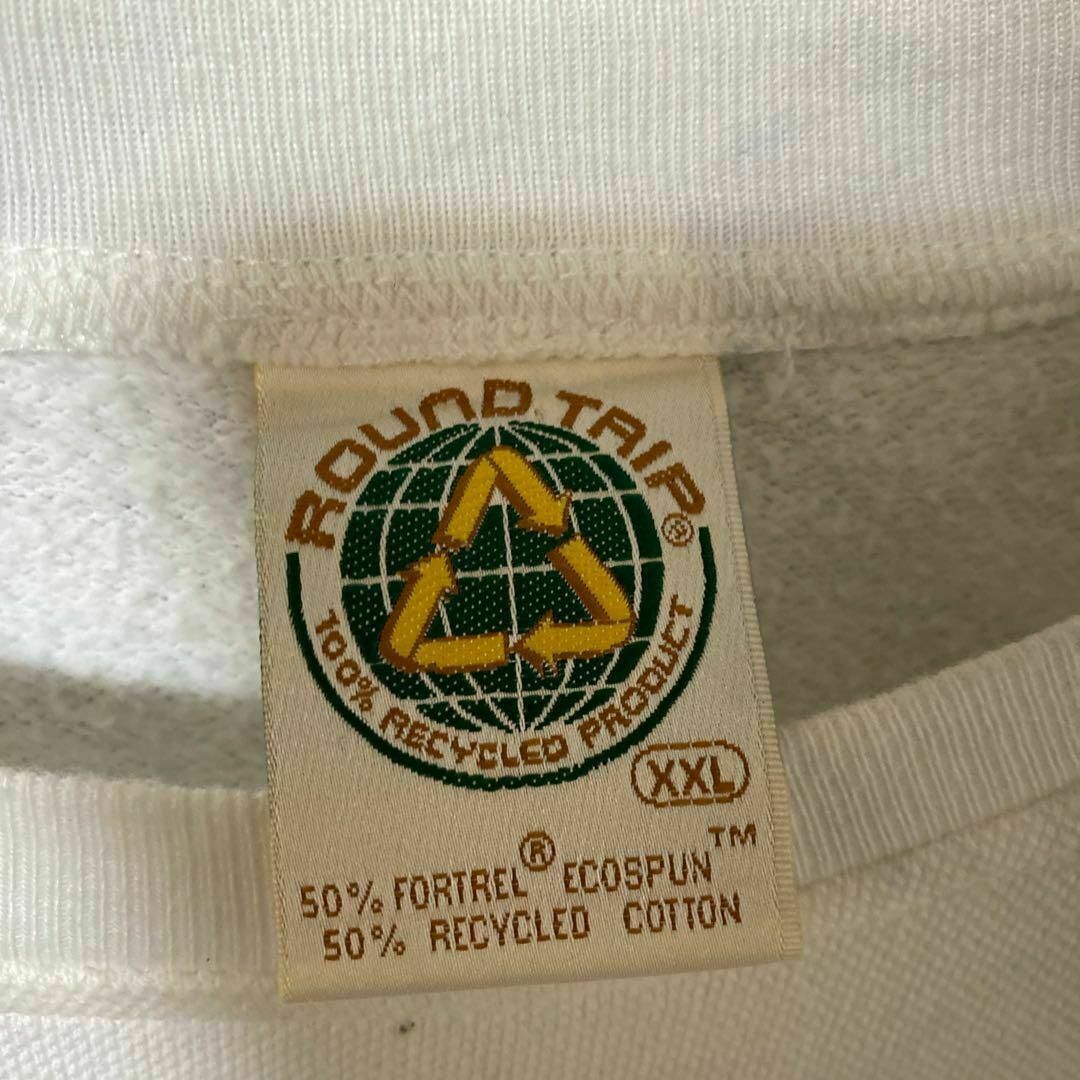 ROUND TRIP®
100% RECYCLED PRODUCT
XXL
50% FORTREL® ECOSPUN™
50% RECYCLED COTTON